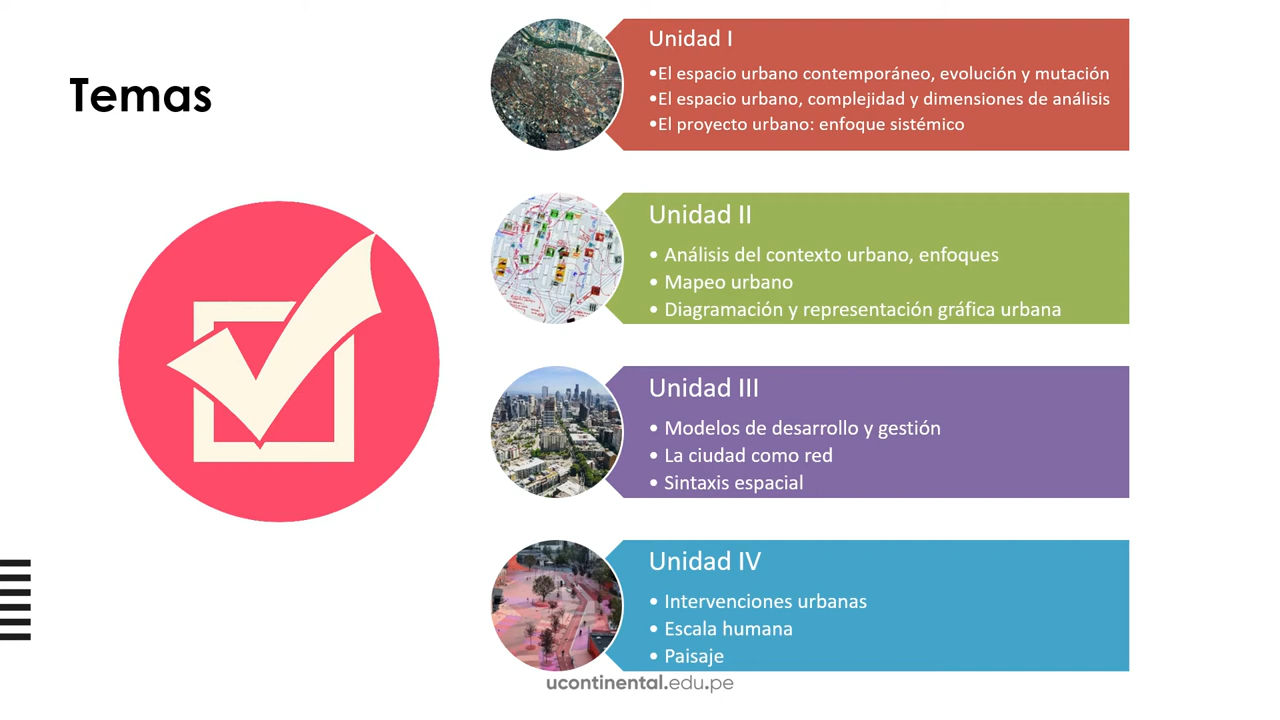 Temas
Unidad I
•El espacio urbano contemporáneo, evolución y mutación
•El espacio urbano, complejidad y dimensiones de análisis
•El proyecto urbano: enfoque sistémico
Unidad II
• Análisis del contexto urbano, enfoques
• Mapeo urbano
• Diagramación y representación gráfica urbana
Unidad III
• Modelos de desarrollo y gestión
• La ciudad como red
• Sintaxis espacial
Unidad IV
• Intervenciones urbanas
• Escala humana
• Paisaje
ucontinental.edu.pe